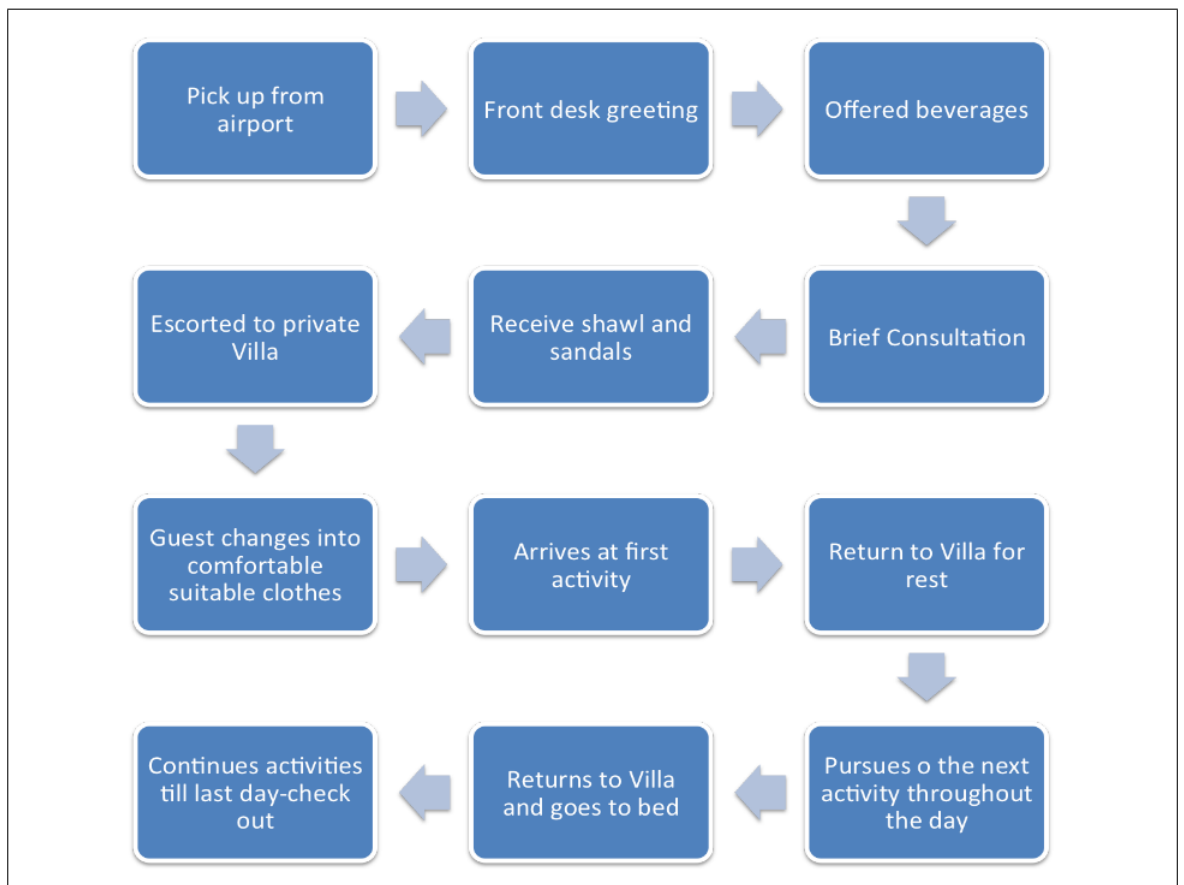 Pick up from
airport
Front desk greeting
Offered beverages
Brief Consultation
Receive shawl and
sandals
Escorted to private
Villa
Guest changes into
comfortable
suitable clothes
Arrives at first
activity
Return to Villa for
rest
Pursues o the next
activity throughout
the day
Returns to Villa
and goes to bed
Continues activities
till last day-check
out